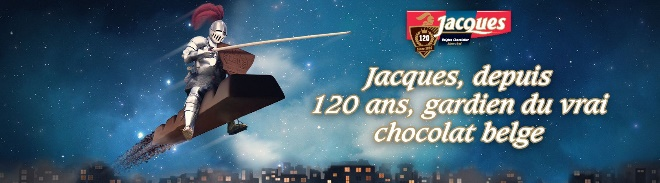 Jacques
120
Jacques, depuis
120 ans, gardien du vrai
chocolat belge